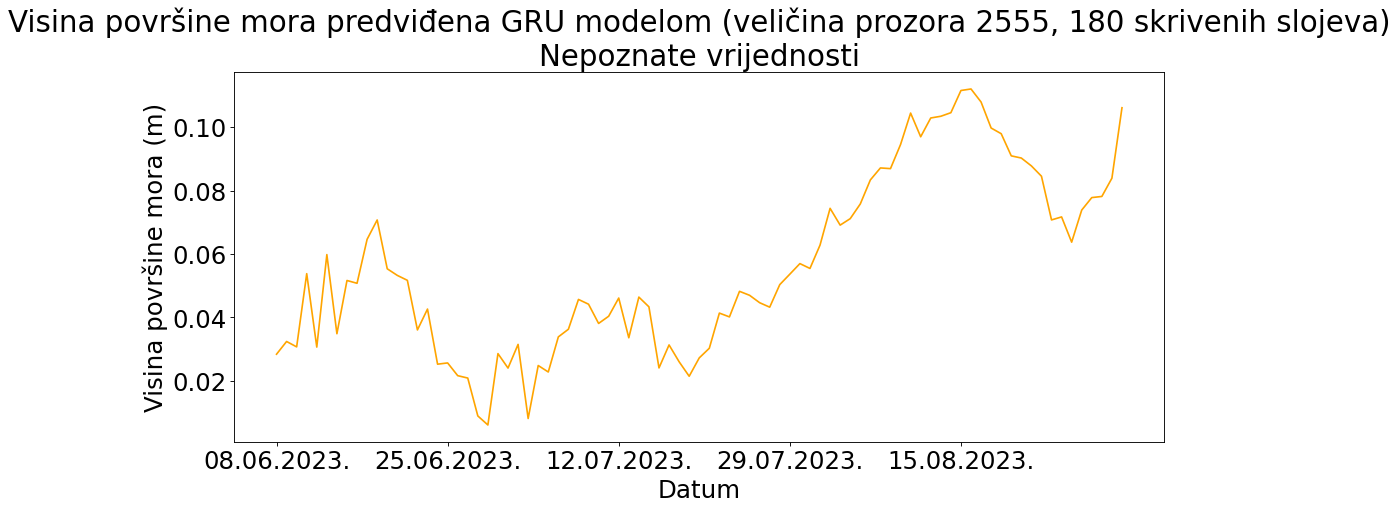 Visina površine mora predviđena GRU modelom (veličina prozora 2555, 180 skrivenih slojeva)
Nepoznate vrijednosti
Visina površine mora (m)
0.10
0.08
0.06
0.04
0.02
08.06.2023. 25.06.2023. 12.07.2023. 29.07.2023. 15.08.2023.
Datum